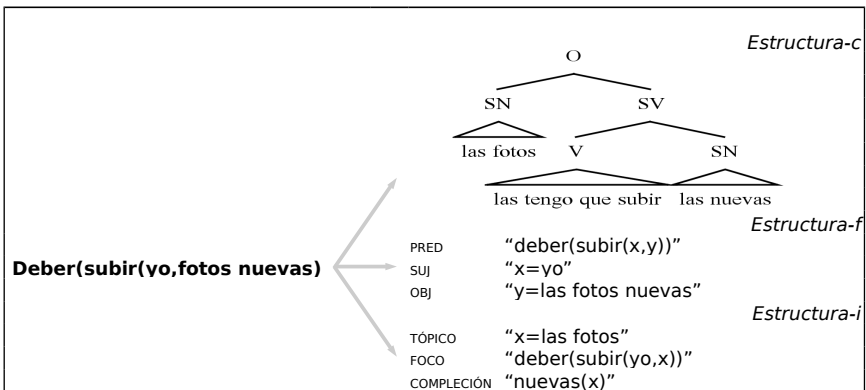 Estructura-c
O
SN SV
las fotos V SN
las tengo que subir las nuevas
Estructura-f
PRED “deber(subir(x,y))”
Deber(subir(yo,fotos nuevas) SUJ “x=yo”
OBJ “y=las fotos nuevas”
Estructura-i
TÓPICO “x=las fotos”
FOCO “deber(subir(yo,x))”
COMPLECIÓN “nuevas(x)”